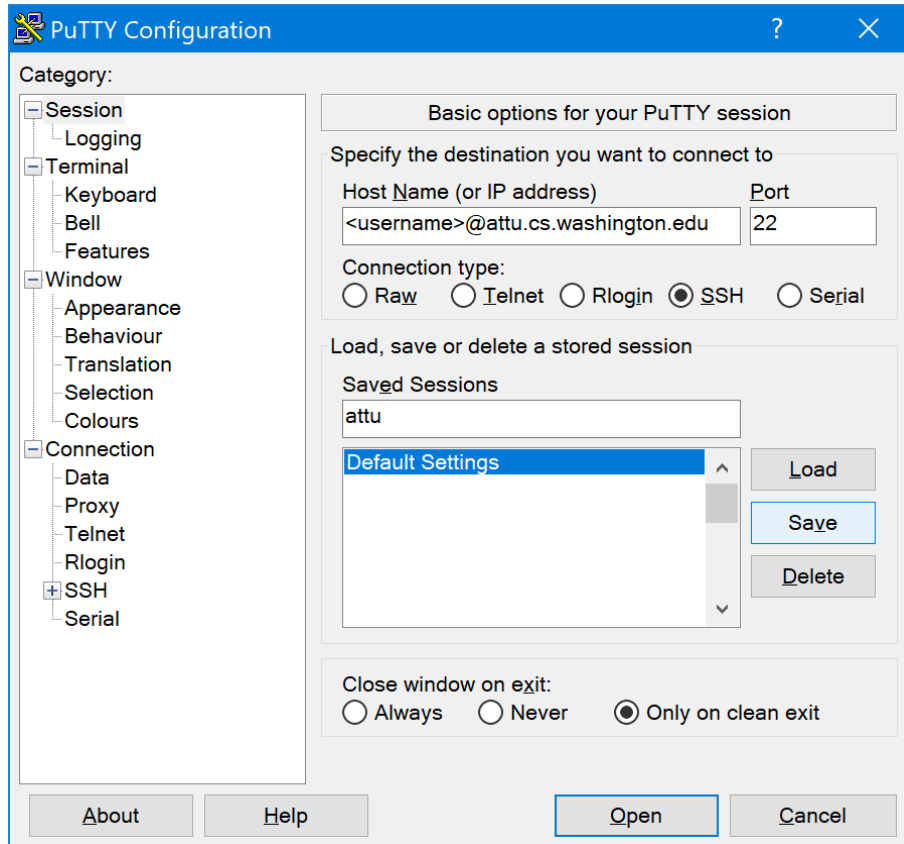 PuTTY Configuration
?
Category:
Session
Logging
Terminal
Keyboard
Bell
Features
Window
Appearance
Behaviour
Translation
Selection
Colours
Connection
Data
Proxy
Telnet
Rlogin
SSH
Serial
Basic options for your PuTTY session
Specify the destination you want to connect to
Host Name (or IP address) Port
<username>@attu.cs.washington.edu 22
Connection type:
Raw Telnet Rlogin SSH Serial
Load, save or delete a stored session
Saved Sessions
attu
Default Settings
Load
Save
Delete
Close window on exit:
Always Never Only on clean exit
About Help Open Cancel